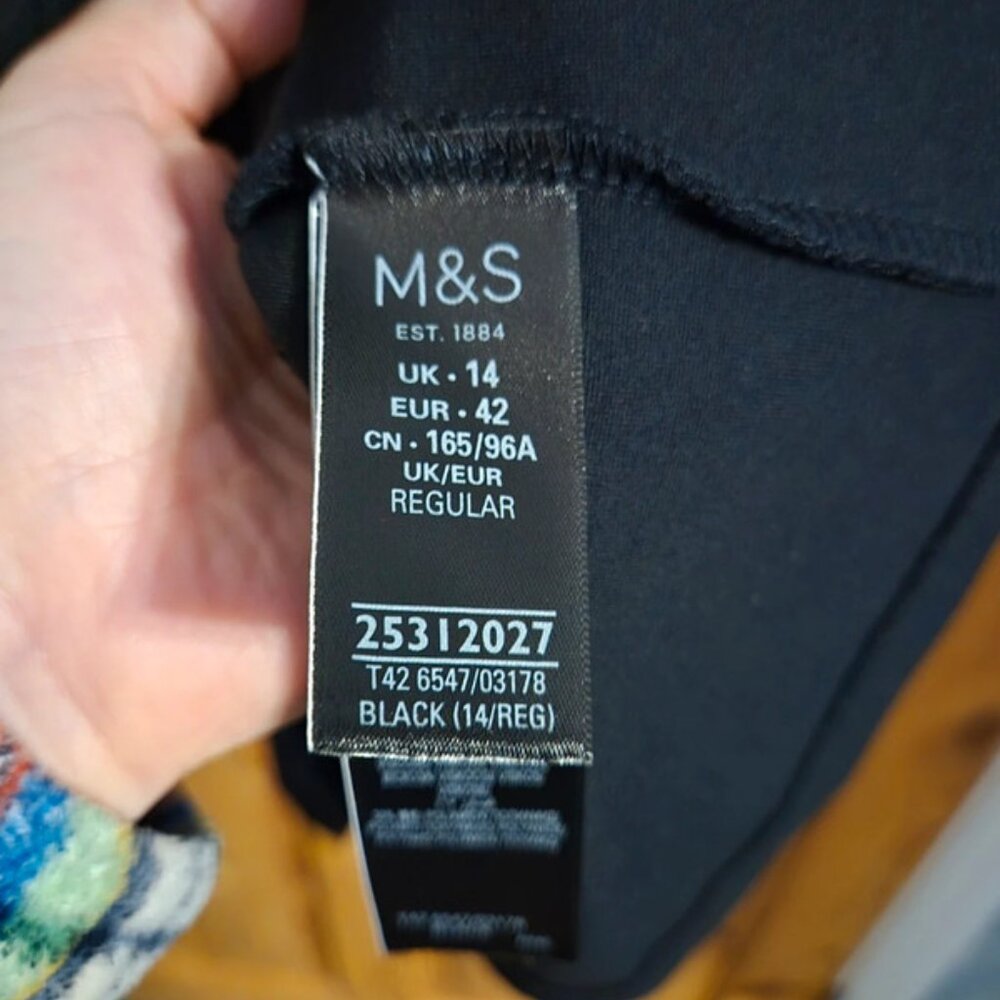 M&S
EST. 1884
UK • 14
EUR • 42
CN • 165/96A
UK/EUR
REGULAR
25312027
T42 6547/03178
BLACK (14/REG)